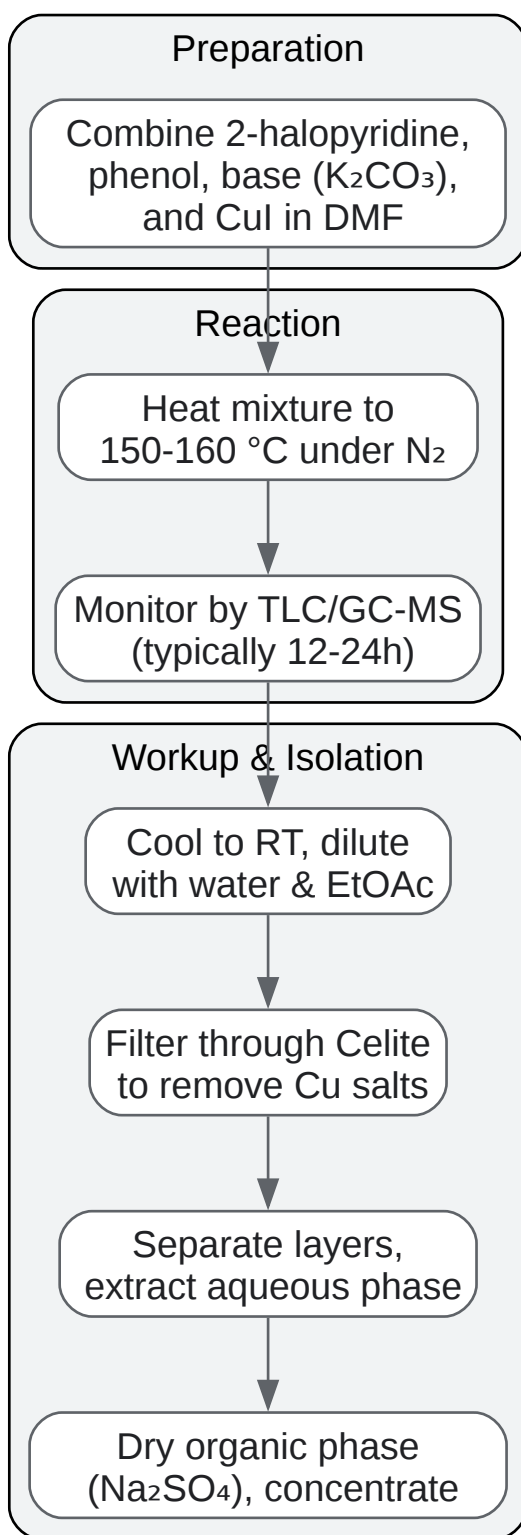 Preparation
Combine 2-halopyridine,
phenol, base (K₂CO₃),
and CuI in DMF
Reaction
Heat mixture to
150-160 °C under N₂
Monitor by TLC/GC-MS
(typically 12-24h)
Workup & Isolation
Cool to RT, dilute
with water & EtOAc
Filter through Celite
to remove Cu salts
Separate layers,
extract aqueous phase
Dry organic phase
(Na₂SO₄), concentrate